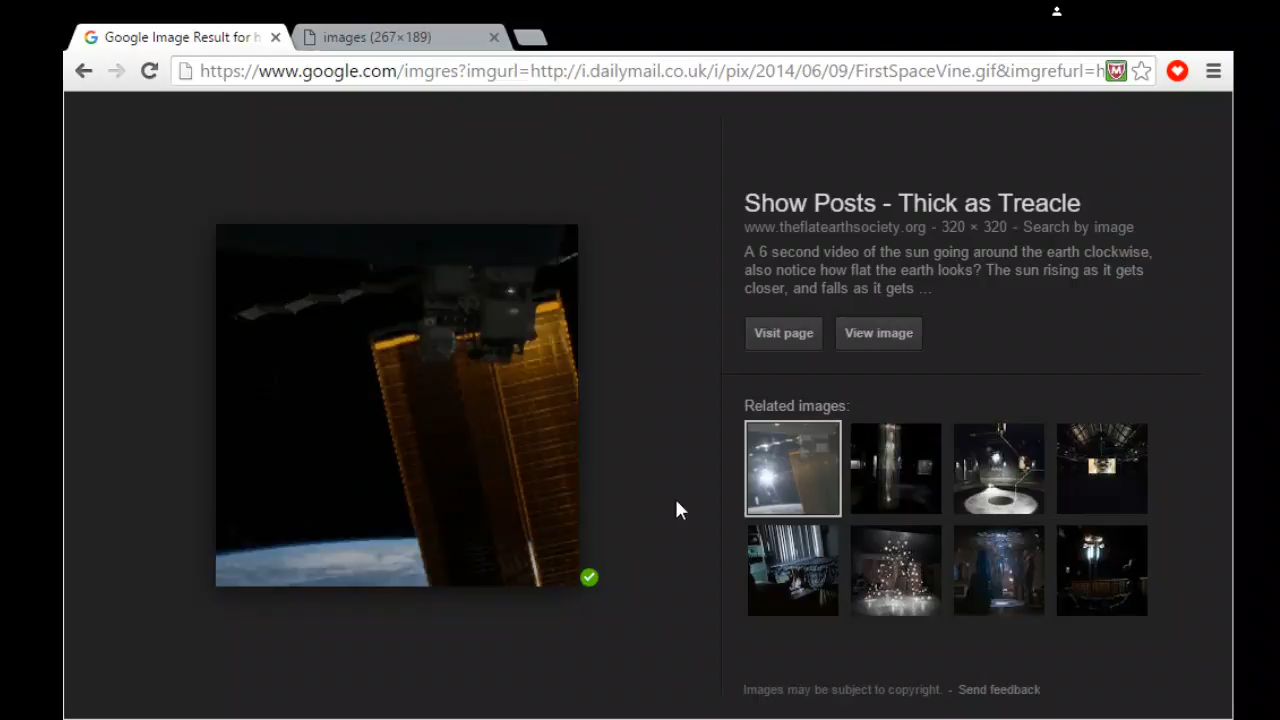 Google Image Result for h
images (267×189)
https://www.google.com/imgres?imgurl=http://i.dailymail.co.uk/i/pix/2014/06/09/FirstSpaceVine.gif&imgrefurl=h
Show Posts - Thick as Treacle
www.theflatearthsociety.org - 320 × 320 - Search by image
A 6 second video of the sun going around the earth clockwise,
also notice how flat the earth looks? The sun rising as it gets
closer, and falls as it gets ...
Visit page
View image
Related images:
Images may be subject to copyright. - Send feedback